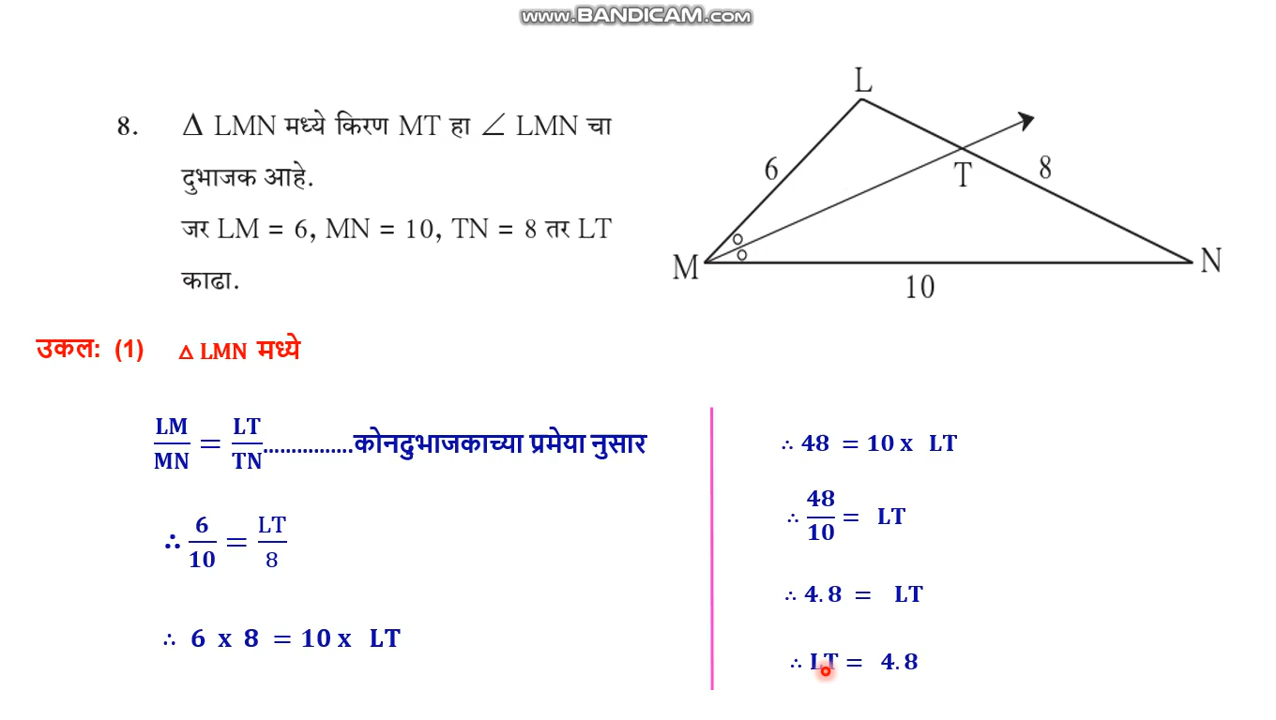 www.BANDICAM.com
8. Δ LMN मध्ये किरण MT हा ∠ LMN चा
दुभाजक आहे.
जर LM = 6, MN = 10, TN = 8 तर LT
काढा.
L
6
T
8
M
N
10
उकल: (1) △ LMN मध्ये
LM/MN = LT/TN ................कोनदुभाजकाच्या प्रमेया नुसार
∴ 6/10 = LT/8
∴ 6 x 8 = 10 x LT
∴ 48 = 10 x LT
∴ 48/10 = LT
∴ 4.8 = LT
∴ LT = 4.8